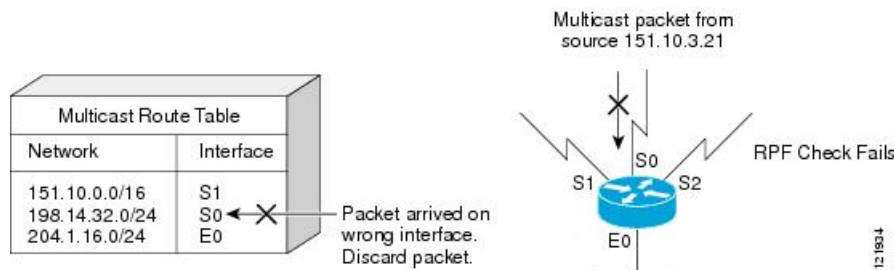 Multicast packet from
source 151.10.3.21
Multicast Route Table
Network Interface
151.10.0.0/16 S1
198.14.32.0/24 S0
204.1.16.0/24 E0
Packet arrived on
wrong interface.
Discard packet.
S0
S1
S2
E0
RPF Check Fails
121934